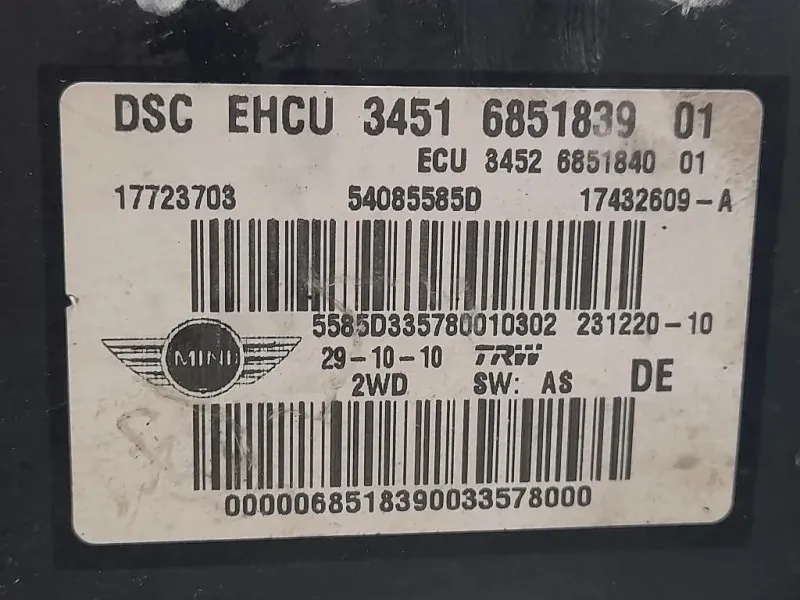 DSC EHCU 3451 6851839 01
ECU 3452 6851840 01
17723703 54085585D 17432609-A
5585D335780010302 231220-10
MINI
29-10-10 TRW
2WD SW: AS DE
0000068518390033578000